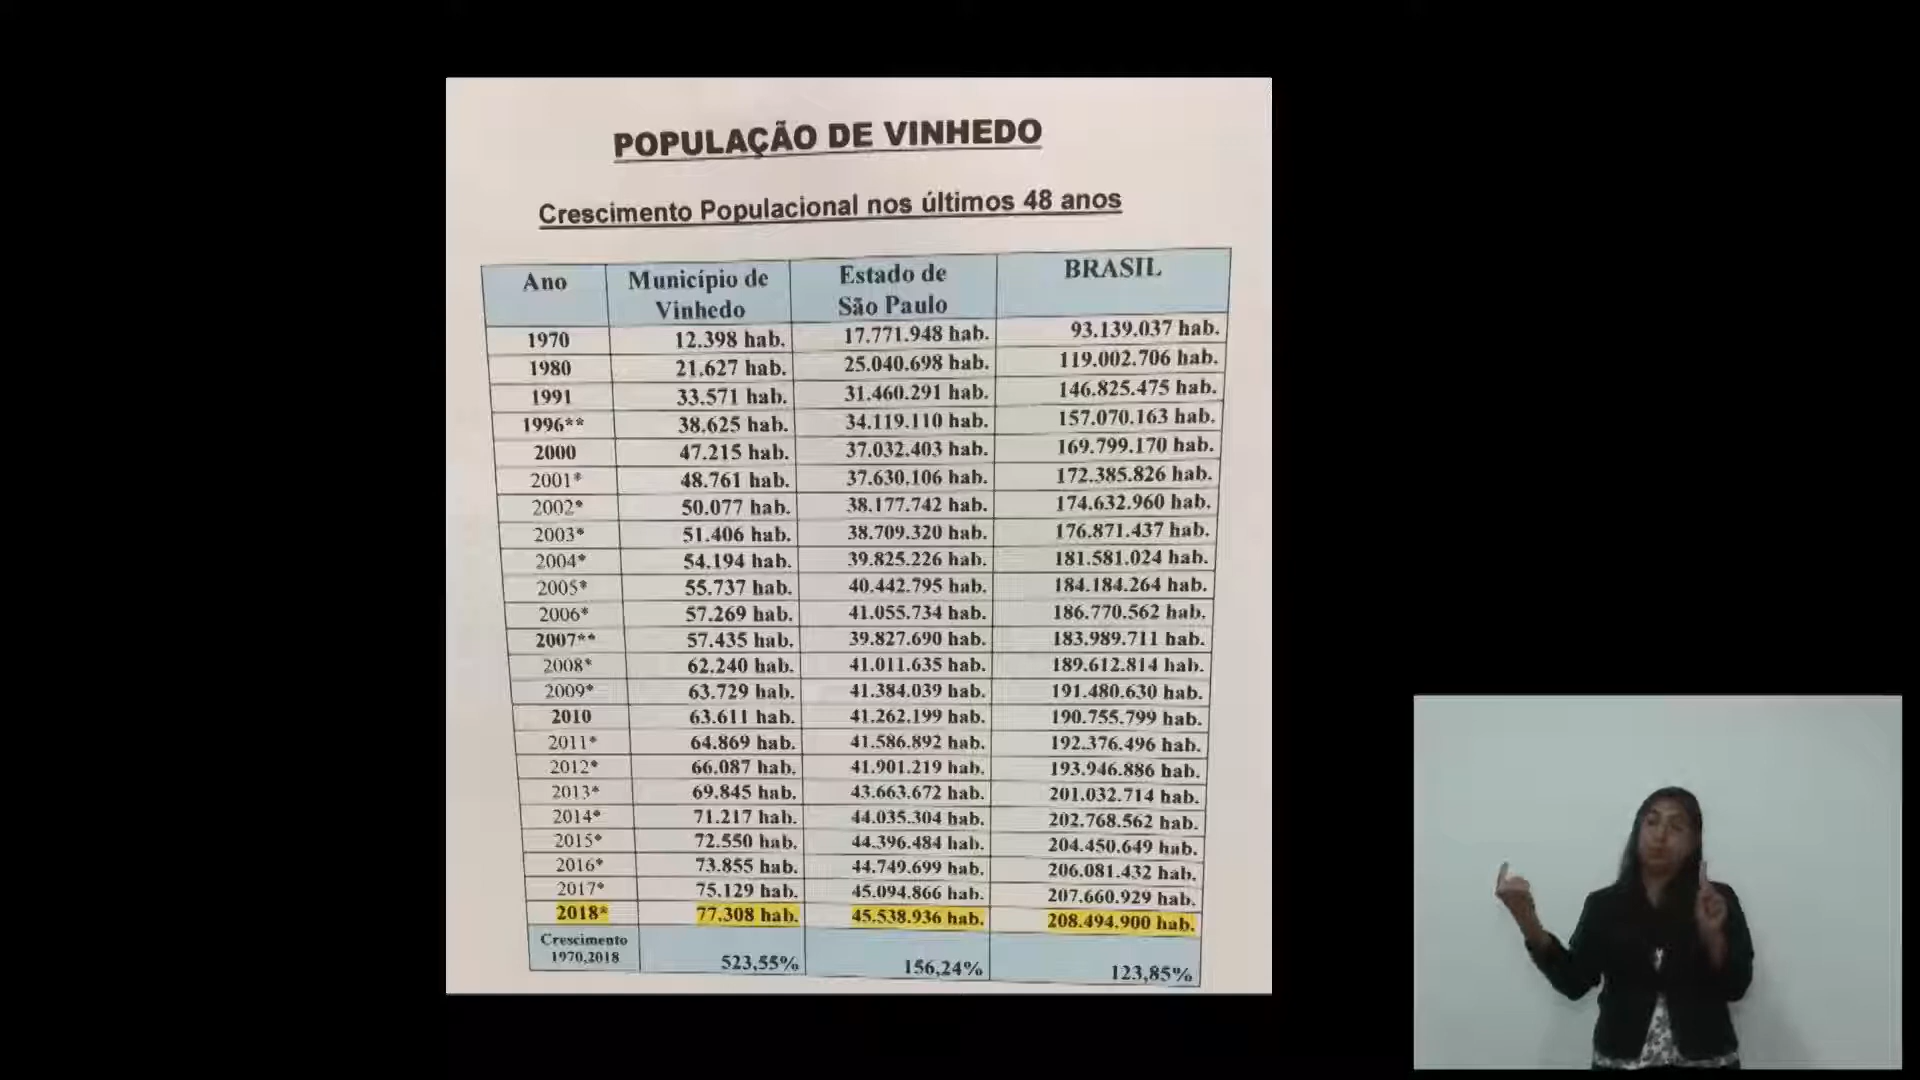 POPULAÇÃO DE VINHEDO
Crescimento Populacional nos últimos 48 anos
Ano Município de Vinhedo Estado de São Paulo BRASIL
1970 12.398 hab. 17.771.948 hab. 93.139.037 hab.
1980 21.627 hab. 25.040.698 hab. 119.002.706 hab.
1991 33.571 hab. 31.460.291 hab. 146.825.475 hab.
1996** 38.625 hab. 34.119.110 hab. 157.070.163 hab.
2000 47.215 hab. 37.032.403 hab. 169.799.170 hab.
2001* 48.761 hab. 37.630.106 hab. 172.385.826 hab.
2002* 50.077 hab. 38.177.742 hab. 174.632.960 hab.
2003* 51.406 hab. 38.709.320 hab. 176.871.437 hab.
2004* 54.194 hab. 39.825.226 hab. 181.581.024 hab.
2005* 55.737 hab. 40.442.795 hab. 184.184.264 hab.
2006* 57.269 hab. 41.055.734 hab. 186.770.562 hab.
2007** 57.435 hab. 39.827.690 hab. 183.989.711 hab.
2008* 62.240 hab. 41.011.635 hab. 189.612.814 hab.
2009* 63.729 hab. 41.384.039 hab. 191.480.630 hab.
2010 63.611 hab. 41.262.199 hab. 190.755.799 hab.
2011* 64.869 hab. 41.586.892 hab. 192.376.496 hab.
2012* 66.087 hab. 41.901.219 hab. 193.946.886 hab.
2013* 69.845 hab. 43.663.672 hab. 201.032.714 hab.
2014* 71.217 hab. 44.035.304 hab. 202.768.562 hab.
2015* 72.550 hab. 44.396.484 hab. 204.450.649 hab.
2016* 73.855 hab. 44.749.699 hab. 206.081.432 hab.
2017* 75.129 hab. 45.094.866 hab. 207.660.929 hab.
2018* 77.308 hab. 45.538.936 hab. 208.494.900 hab.
Crescimento 1970,2018 523,55% 156,24% 123,85%